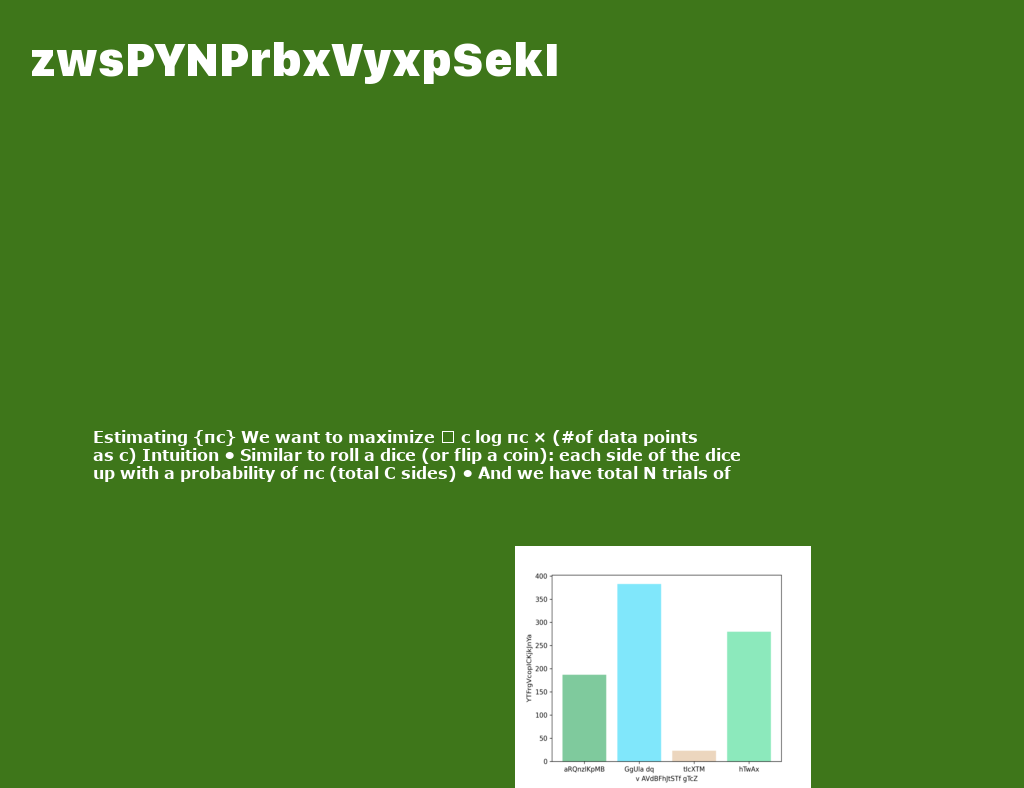 zwsPYNPrbxVyxpSekI
Estimating {πc} We want to maximize □ c log πc × (#of data points
as c) Intuition • Similar to roll a dice (or flip a coin): each side of the dice
up with a probability of πc (total C sides) • And we have total N trials of
400
350
300
250
200
150
100
50
0
aRQnzlKpMB GgUla dq tlcXTM hTwAx
v AVdBFhJtSTf gTcZ